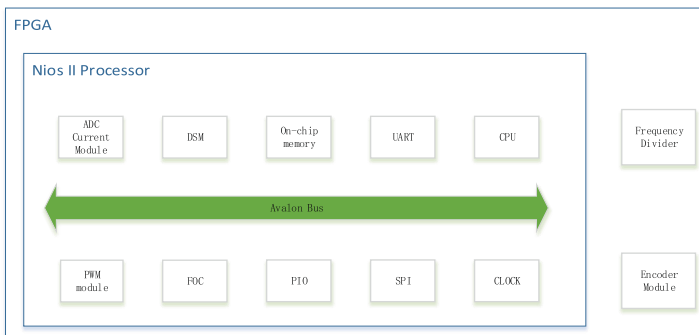 FPGA
Nios II Processor
ADC
Current
Module
DSM
On-chip
memory
UART
CPU
Frequency
Divider
Avalon Bus
PWM
module
FOC
PIO
SPI
CLOCK
Encoder
Module